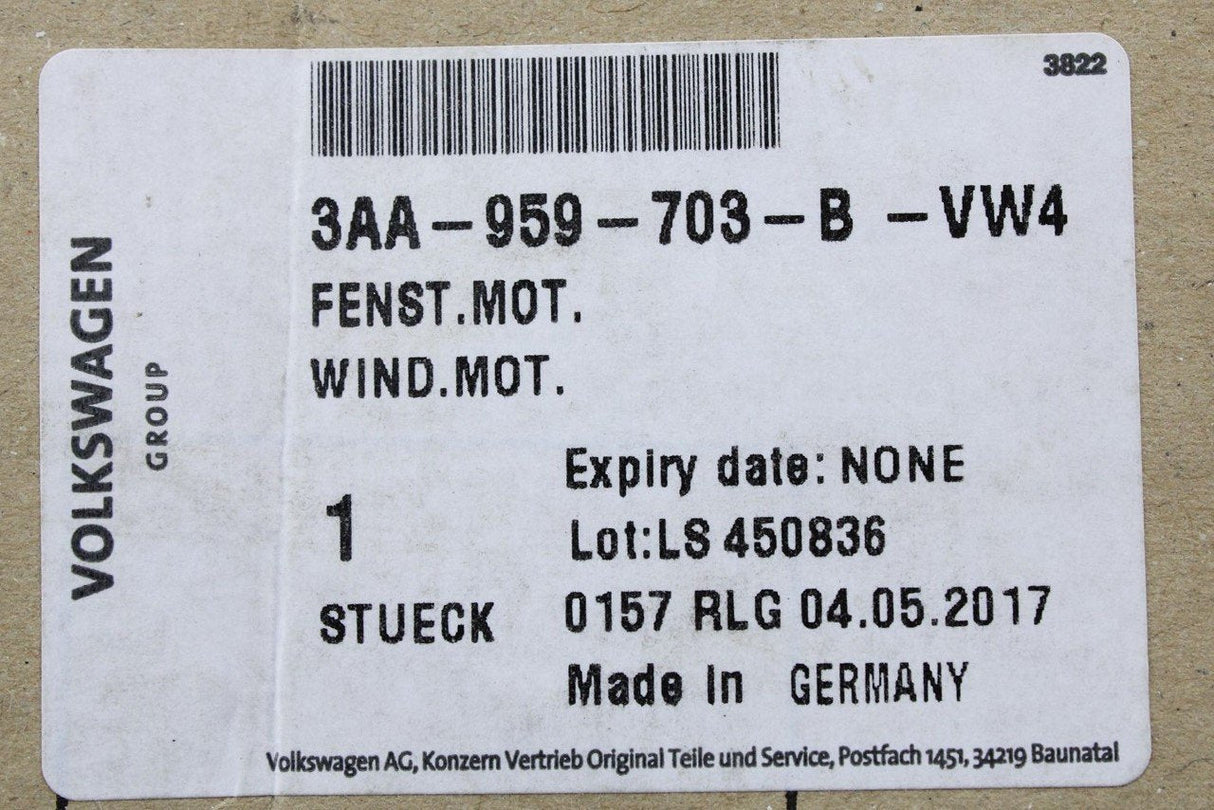 3822
3AA-959-703-B -VW4
FENST.MOT.
WIND.MOT.
VOLKSWAGEN
GROUP
1
STUECK
Expiry date: NONE
Lot:LS 450836
0157 RLG 04.05.2017
Made In GERMANY
Volkswagen AG, Konzern Vertrieb Original Teile und Service, Postfach 1451, 34219 Baunatal